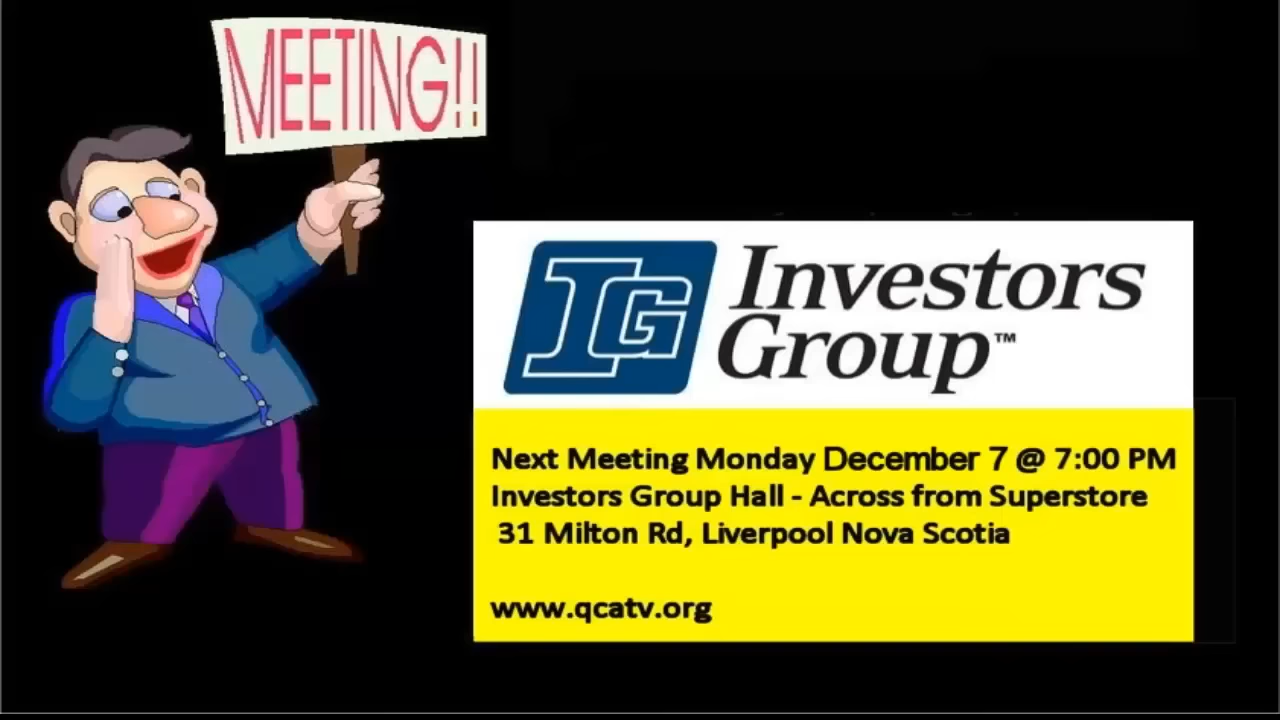 MEETING!!
IG
Investors
Group™
Next Meeting Monday December 7 @ 7:00 PM
Investors Group Hall - Across from Superstore
31 Milton Rd, Liverpool Nova Scotia
www.qcatv.org